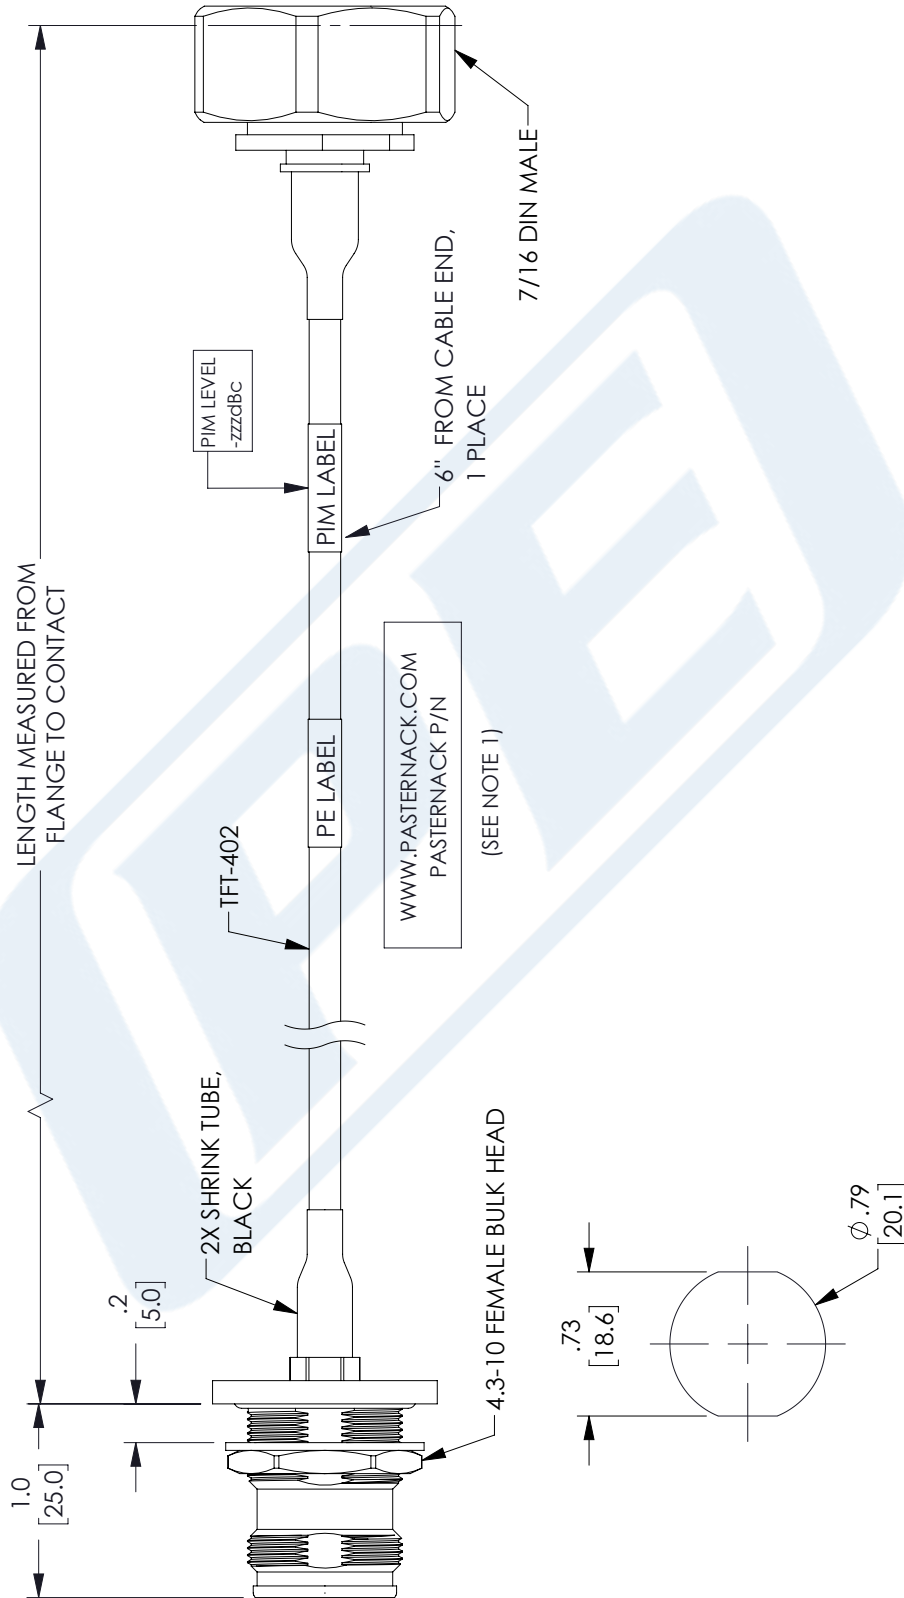 1.0
[25.0]
.2
[5.0]
LENGTH MEASURED FROM
FLANGE TO CONTACT
2X SHRINK TUBE,
BLACK
TFT-402
PE LABEL
PIM LABEL
PIM LEVEL
-zzzdBc
6" FROM CABLE END,
1 PLACE
7/16 DIN MALE
WWW.PASTERNACK.COM
PASTERNACK P/N
(SEE NOTE 1)
4.3-10 FEMALE BULK HEAD
.73
[18.6]
∅ .79
[20.1]
PE